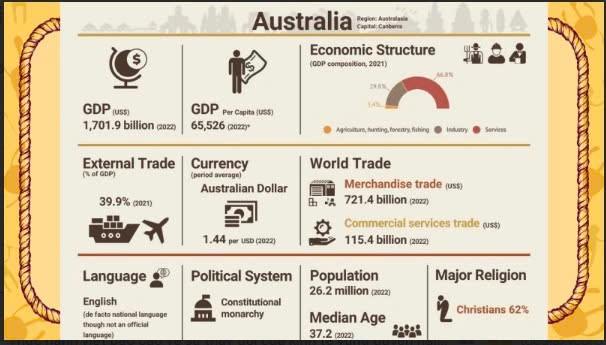 Australia
Region: Australasia
Capital: Canberra
GDP (US$)
1,701.9 billion (2022)
GDP Per Capita (US$)
65,526 (2022)*
Economic Structure
(GDP composition, 2021)
66.8%
29.8%
3.4%
Agriculture, hunting, forestry, fishing Industry Services
External Trade
(% of GDP)
39.9% (2021)
Currency
(period average)
Australian Dollar
1.44 per USD (2022)
World Trade
Merchandise trade (US$)
721.4 billion (2022)
Commercial services trade (US$)
115.4 billion (2022)
Language
English
(de facto national language
though not an official
language)
Political System
Constitutional
monarchy
Population
26.2 million (2022)
Median Age
37.2 (2022)
Major Religion
Christians 62%